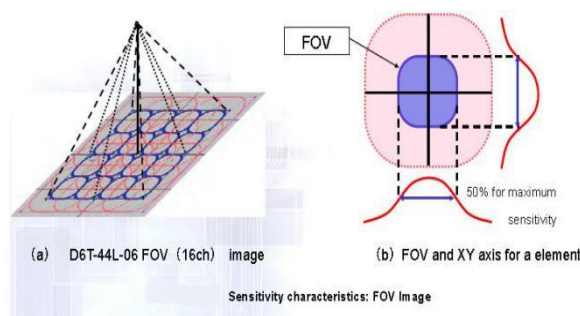 FOV
50% for maximum
sensitivity
(a) D6T-44L-06 FOV (16ch) image
(b) FOV and XY axis for a element
Sensitivity characteristics: FOV Image